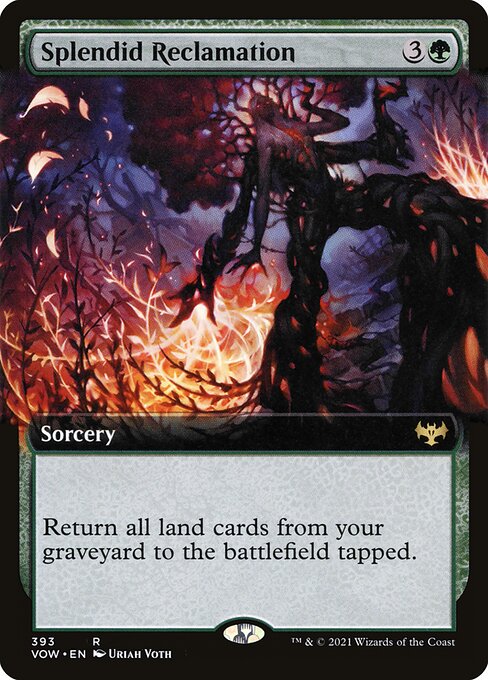 Splendid Reclamation 3
Sorcery
Return all land cards from your
graveyard to the battlefield tapped.
393 R
VOW • EN Uriah Voth
™ & © 2021 Wizards of the Coast